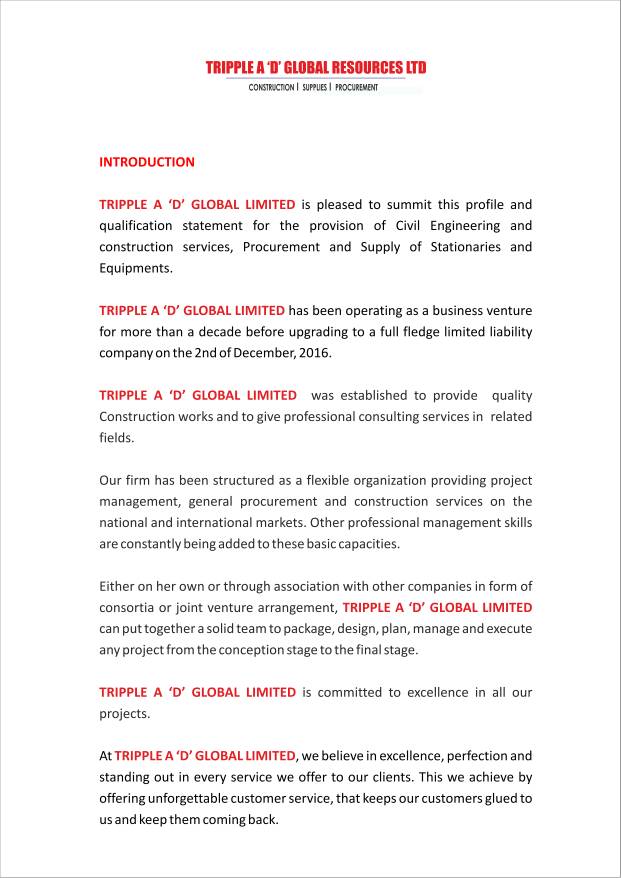 TRIPPLE A ‘D’ GLOBAL RESOURCES LTD
CONSTRUCTION | SUPPLIES | PROCUREMENT
INTRODUCTION
TRIPPLE A ‘D’ GLOBAL LIMITED is pleased to summit this profile and
qualification statement for the provision of Civil Engineering and
construction services, Procurement and Supply of Stationaries and
Equipments.
TRIPPLE A ‘D’ GLOBAL LIMITED has been operating as a business venture
for more than a decade before upgrading to a full fledge limited liability
company on the 2nd of December, 2016.
TRIPPLE A ‘D’ GLOBAL LIMITED was established to provide quality
Construction works and to give professional consulting services in related
fields.
Our firm has been structured as a flexible organization providing project
management, general procurement and construction services on the
national and international markets. Other professional management skills
are constantly being added to these basic capacities.
Either on her own or through association with other companies in form of
consortia or joint venture arrangement, TRIPPLE A ‘D’ GLOBAL LIMITED
can put together a solid team to package, design, plan, manage and execute
any project from the conception stage to the final stage.
TRIPPLE A ‘D’ GLOBAL LIMITED is committed to excellence in all our
projects.
At TRIPPLE A ‘D’ GLOBAL LIMITED, we believe in excellence, perfection and
standing out in every service we offer to our clients. This we achieve by
offering unforgettable customer service, that keeps our customers glued to
us and keep them coming back.